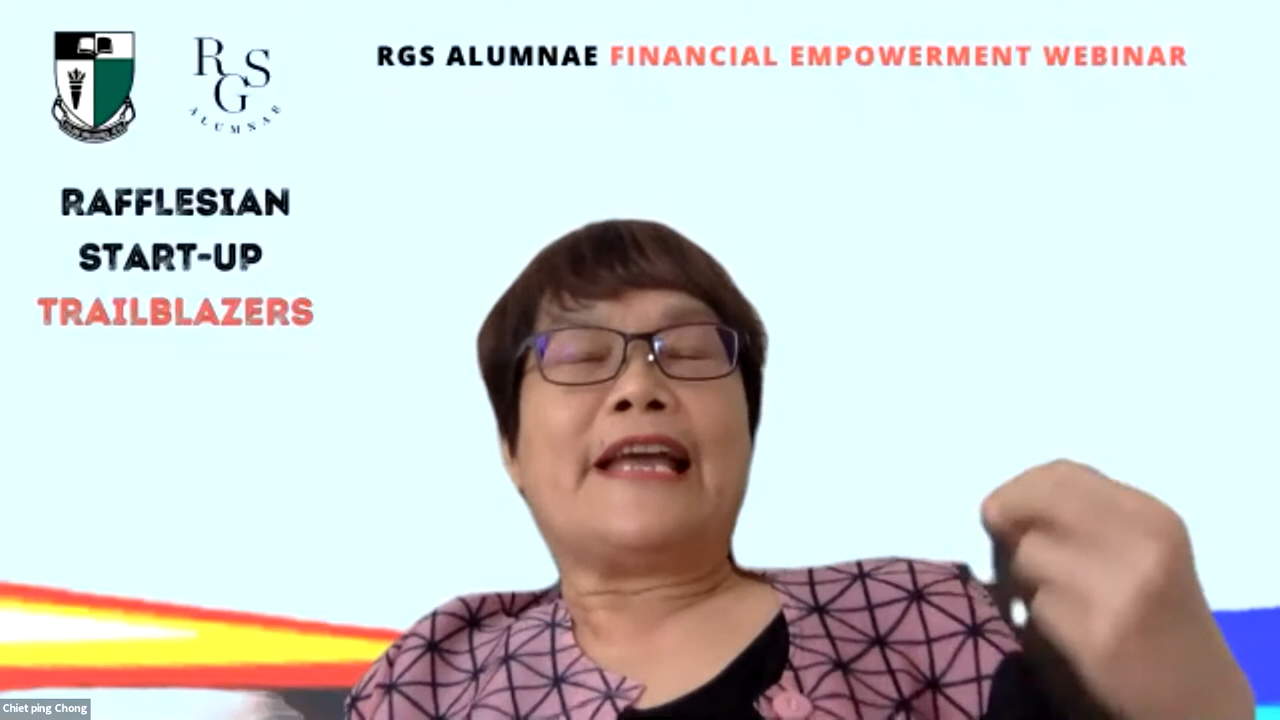 RGS ALUMNAE FINANCIAL EMPOWERMENT WEBINAR
RGS
ALUMNAE
RAFFLESIAN
START-UP
TRAILBLAZERS
Chiet ping Chong